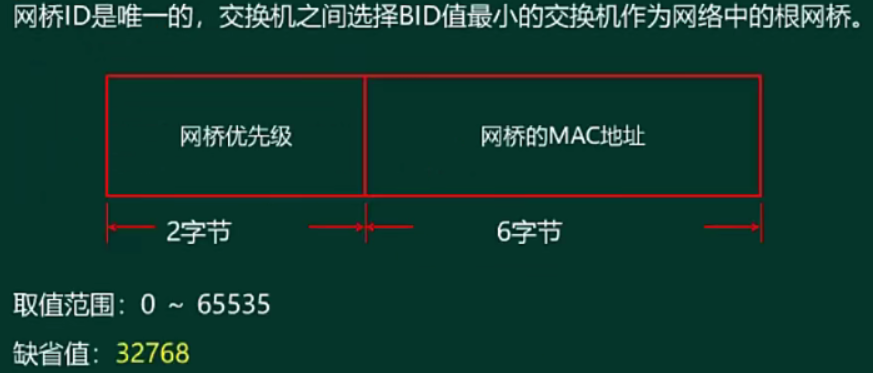 网桥ID是唯一的，交换机之间选择BID值最小的交换机作为网络中的根网桥。
网桥优先级 网桥的MAC地址
2字节 6字节
取值范围：0 ~ 65535
缺省值：32768